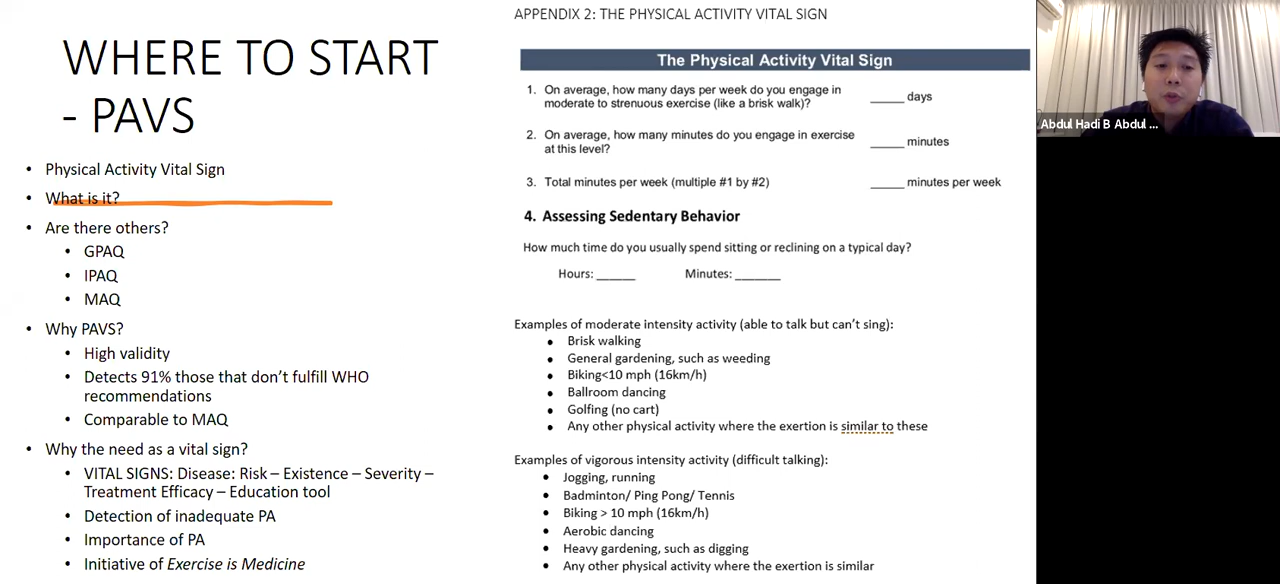 WHERE TO START
- PAVS
• Physical Activity Vital Sign
• What is it?
• Are there others?
• GPAQ
• IPAQ
• MAQ
• Why PAVS?
• High validity
• Detects 91% those that don't fulfill WHO
recommendations
• Comparable to MAQ
• Why the need as a vital sign?
• VITAL SIGNS: Disease: Risk – Existence – Severity –
Treatment Efficacy – Education tool
• Detection of inadequate PA
• Importance of PA
• Initiative of Exercise is Medicine
APPENDIX 2: THE PHYSICAL ACTIVITY VITAL SIGN
The Physical Activity Vital Sign
1. On average, how many days per week do you engage in
moderate to strenuous exercise (like a brisk walk)? _____ days
2. On average, how many minutes do you engage in exercise
at this level? _____ minutes
3. Total minutes per week (multiple #1 by #2) _____ minutes per week
4. Assessing Sedentary Behavior
How much time do you usually spend sitting or reclining on a typical day?
Hours: ______ Minutes: _______
Examples of moderate intensity activity (able to talk but can't sing):
• Brisk walking
• General gardening, such as weeding
• Biking<10 mph (16km/h)
• Ballroom dancing
• Golfing (no cart)
• Any other physical activity where the exertion is similar to these
Examples of vigorous intensity activity (difficult talking):
• Jogging, running
• Badminton/ Ping Pong/ Tennis
• Biking > 10 mph (16km/h)
• Aerobic dancing
• Heavy gardening, such as digging
• Any other physical activity where the exertion is similar
Abdul Hadi B Abdul ...